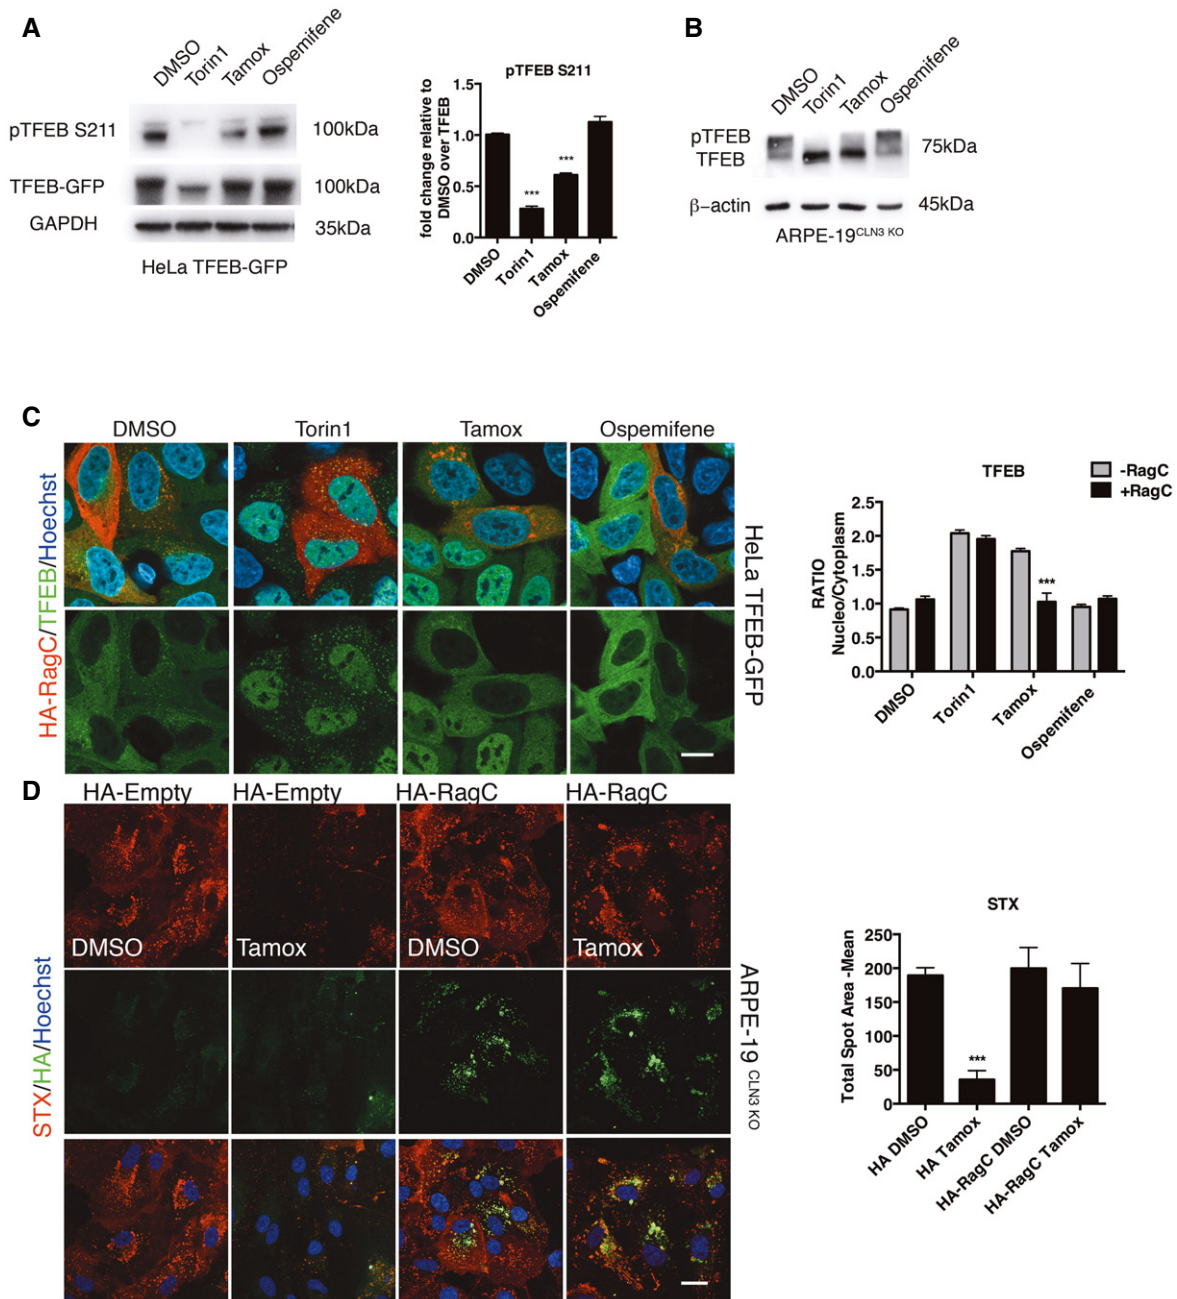 A
DMSO
Torin1
Tamox
Ospemifene
pTFEB S211
100kDa
TFEB-GFP
100kDa
GAPDH
35kDa
HeLa TFEB-GFP
pTFEB S211
fold change relative to
DMSO over TFEB
1.5
1.0
0.5
0.0
***
***
DMSO
Torin1
Tamox
Ospemifene
B
DMSO
Torin1
Tamox
Ospemifene
pTFEB
TFEB
75kDa
β-actin
45kDa
ARPE-19 CLN3 KO
C
DMSO
Torin1
Tamox
Ospemifene
HA-RagC/TFEB/Hoechst
HeLa TFEB-GFP
TFEB
-RagC
+RagC
RATIO
Nucleo/Cytoplasm
2.5
2.0
1.5
1.0
0.5
0.0
***
DMSO
Torin1
Tamox
Ospemifene
D
HA-Empty
HA-Empty
HA-RagC
HA-RagC
DMSO
Tamox
DMSO
Tamox
STX/HA/Hoechst
ARPE-19 CLN3 KO
STX
Total Spot Area -Mean
250
200
150
100
50
0
***
HA DMSO
HA Tamox
HA-RagC DMSO
HA-RagC Tamox